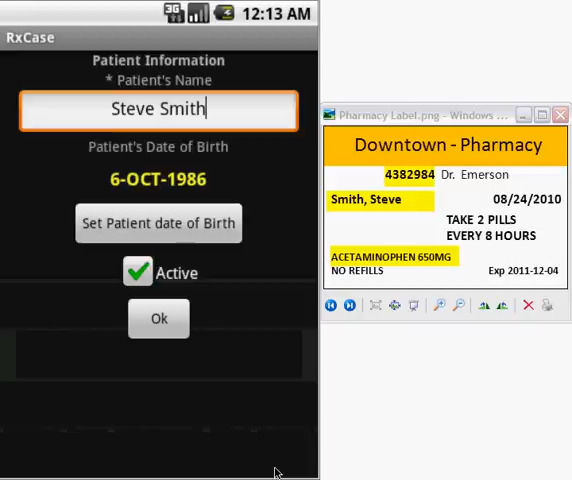 3G
12:13 AM
RxCase
Patient Information
* Patient's Name
Steve Smith
Patient's Date of Birth
6-OCT-1986
Set Patient date of Birth
Active
Ok
Pharmacy Label.png - Windows ...
Downtown - Pharmacy
4382984 Dr. Emerson
Smith, Steve 08/24/2010
TAKE 2 PILLS
EVERY 8 HOURS
ACETAMINOPHEN 650MG
NO REFILLS Exp 2011-12-04